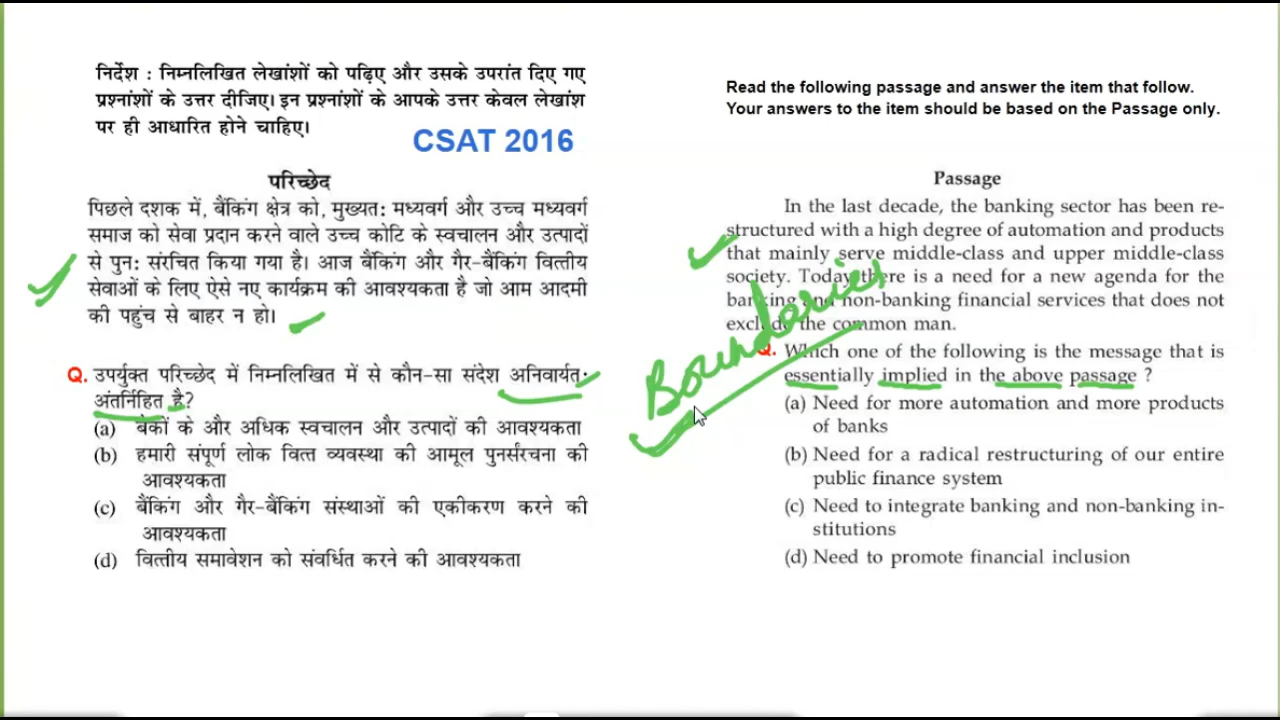 निर्देश : निम्नलिखित लेखांशों को पढ़िए और उसके उपरांत दिए गए
प्रश्नांशों के उत्तर दीजिए। इन प्रश्नांशों के आपके उत्तर केवल लेखांश
पर ही आधारित होने चाहिए।
CSAT 2016
परिच्छेद
पिछले दशक में, बैंकिंग क्षेत्र को, मुख्यतः मध्यवर्ग और उच्च मध्यवर्ग
समाज को सेवा प्रदान करने वाले उच्च कोटि के स्वचालन और उत्पादों
से पुन: संरचित किया गया है। आज बैंकिंग और गैर-बैंकिंग वित्तीय
सेवाओं के लिए ऐसे नए कार्यक्रम की आवश्यकता है जो आम आदमी
की पहुंच से बाहर न हो।
Q. उपर्युक्त परिच्छेद में निम्नलिखित में से कौन-सा संदेश अनिवार्यत:
अंतर्निहित है?
(a) बैकों के और अधिक स्वचालन और उत्पादों की आवश्यकता
(b) हमारी संपूर्ण लोक वित्त व्यवस्था की आमूल पुनर्संरचना की
आवश्यकता
(c) बैंकिंग और गैर-बैंकिंग संस्थाओं की एकीकरण करने की
आवश्यकता
(d) वित्तीय समावेशन को संवर्धित करने की आवश्यकता
Read the following passage and answer the item that follow.
Your answers to the item should be based on the Passage only.
Passage
In the last decade, the banking sector has been re-
structured with a high degree of automation and products
that mainly serve middle-class and upper middle-class
society. Today there is a need for a new agenda for the
banking and non-banking financial services that does not
exclude the common man.
Boundaries
Q. Which one of the following is the message that is
essentially implied in the above passage ?
(a) Need for more automation and more products
of banks
(b) Need for a radical restructuring of our entire
public finance system
(c) Need to integrate banking and non-banking in-
stitutions
(d) Need to promote financial inclusion